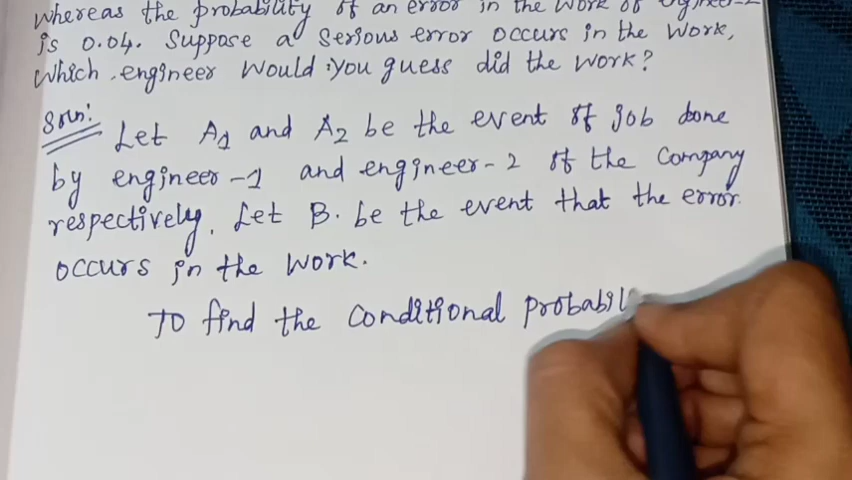 whereas the probability of an error in the work of
is 0.04. Suppose a Serious error occurs in the work,
which engineer would you guess did the work?
Soln:
Let A1 and A2 be the event of job done
by engineer-1 and engineer-2 of the Company
respectively. Let B. be the event that the error
occurs in the work.
To find the Conditional probabil